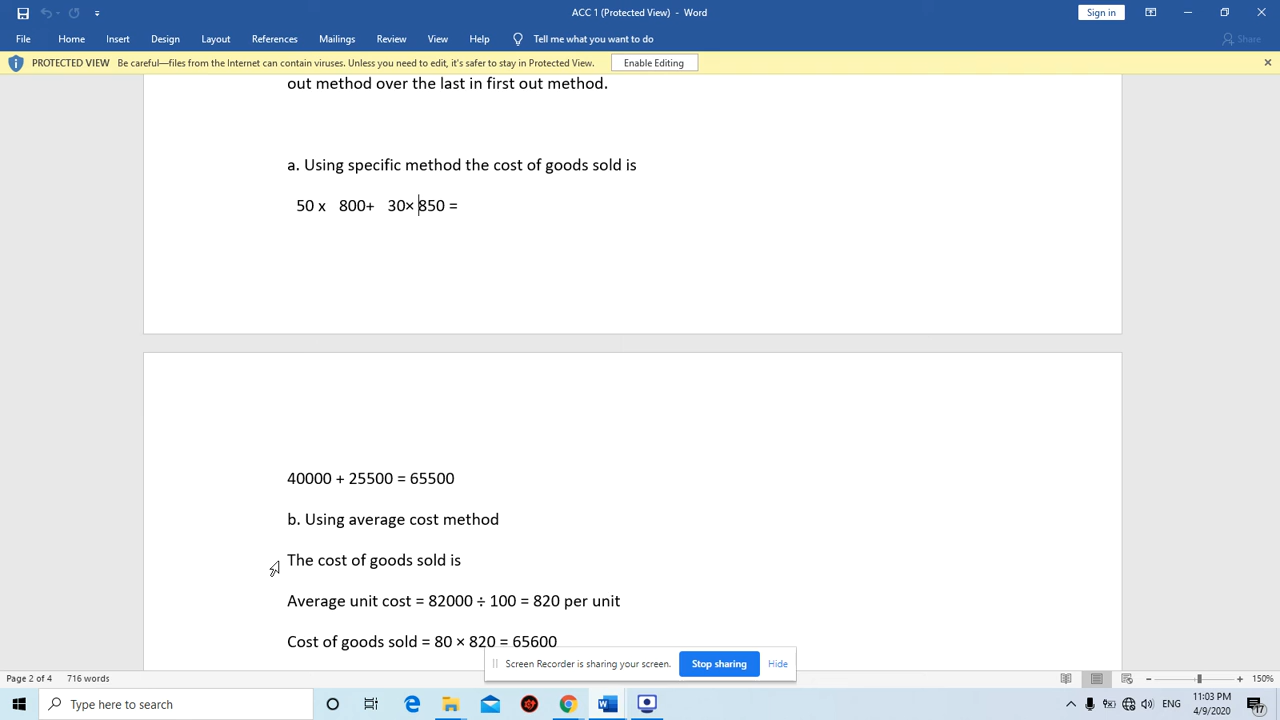 ACC 1 (Protected View) - Word
Sign in
File Home Insert Design Layout References Mailings Review View Help Tell me what you want to do Share
PROTECTED VIEW Be careful—files from the Internet can contain viruses. Unless you need to edit, it's safer to stay in Protected View. Enable Editing
out method over the last in first out method.
a. Using specific method the cost of goods sold is
50 x 800+ 30× 850 =
40000 + 25500 = 65500
b. Using average cost method
The cost of goods sold is
Average unit cost = 82000 ÷ 100 = 820 per unit
Cost of goods sold = 80 × 820 = 65600
Screen Recorder is sharing your screen. Stop sharing Hide
Page 2 of 4 716 words 150%
Type here to search
ENG
11:03 PM
4/9/2020
17